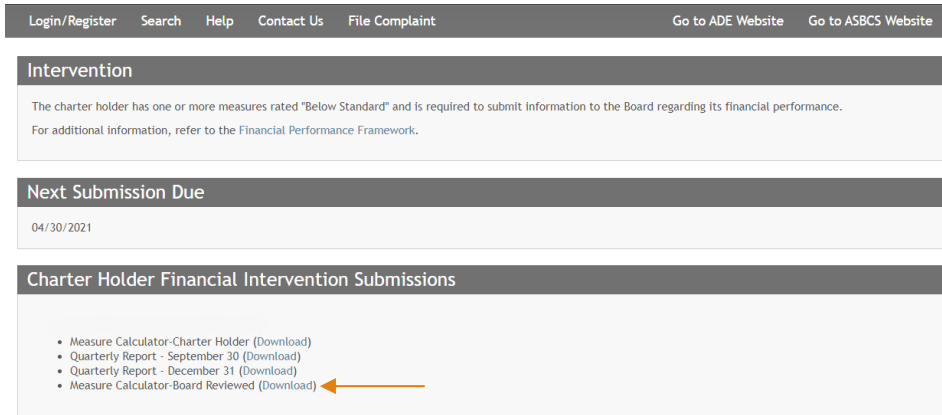 Login/Register Search Help Contact Us File Complaint Go to ADE Website Go to ASBCS Website
Intervention
The charter holder has one or more measures rated "Below Standard" and is required to submit information to the Board regarding its financial performance.
For additional information, refer to the Financial Performance Framework.
Next Submission Due
04/30/2021
Charter Holder Financial Intervention Submissions
• Measure Calculator-Charter Holder (Download)
• Quarterly Report - September 30 (Download)
• Quarterly Report - December 31 (Download)
• Measure Calculator-Board Reviewed (Download)